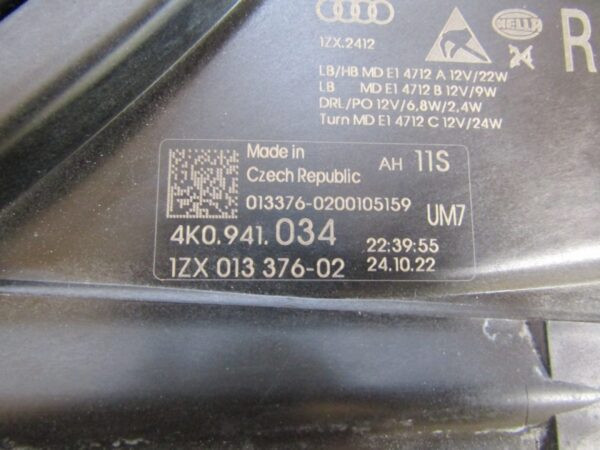 HELLA
1ZX.2412
R
LB/HB MD E1 4712 A 12V/22W
LB MD E1 4712 B 12V/9W
DRL/PO 12V/6,8W/2,4W
Turn MD E1 4712 C 12V/24W
Made in
Czech Republic
AH 11S
013376-0200105159
UM7
4K0.941.034
22:39:55
1ZX 013 376-02
24.10.22